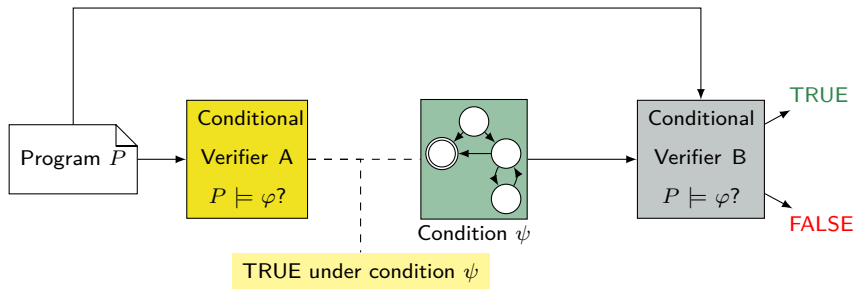 Program P
Conditional
Verifier A
P ⊨ φ?
Condition ψ
TRUE under condition ψ
Conditional
Verifier B
P ⊨ φ?
TRUE
FALSE